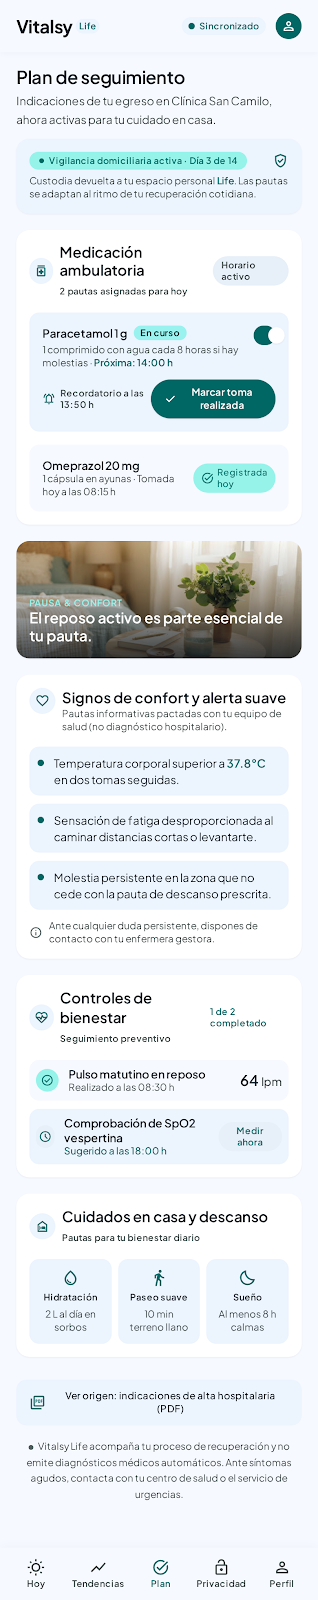 Vitalsy Life
Sincronizado
Plan de seguimiento
Indicaciones de tu egreso en Clínica San Camilo,
ahora activas para tu cuidado en casa.
Vigilancia domiciliaria activa · Día 3 de 14
Custodia devuelta a tu espacio personal Life. Las pautas
se adaptan al ritmo de tu recuperación cotidiana.
Medicación
ambulatoria
Horario
activo
2 pautas asignadas para hoy
Paracetamol 1 g
En curso
1 comprimido con agua cada 8 horas si hay
molestias · Próxima: 14:00 h
Recordatorio a las
13:50 h
Marcar toma
realizada
Omeprazol 20 mg
1 cápsula en ayunas · Tomada
hoy a las 08:15 h
Registrada
hoy
PAUSA & CONFORT
El reposo activo es parte esencial de
tu pauta.
Signos de confort y alerta suave
Pautas informativas pactadas con tu equipo de
salud (no diagnóstico hospitalario).
Temperatura corporal superior a 37.8°C
en dos tomas seguidas.
Sensación de fatiga desproporcionada al
caminar distancias cortas o levantarte.
Molestia persistente en la zona que no
cede con la pauta de descanso prescrita.
Ante cualquier duda persistente, dispones de
contacto con tu enfermera gestora.
Controles de
bienestar
1 de 2
completado
Seguimiento preventivo
Pulso matutino en reposo
Realizado a las 08:30 h
64 lpm
Comprobación de SpO2
vespertina
Sugerido a las 18:00 h
Medir
ahora
Cuidados en casa y descanso
Pautas para tu bienestar diario
Hidratación
2 L al día en
sorbos
Paseo suave
10 min
terreno llano
Sueño
Al menos 8 h
calmas
PDF
Ver origen: indicaciones de alta hospitalaria
(PDF)
Vitalsy Life acompaña tu proceso de recuperación y no
emite diagnósticos médicos automáticos. Ante síntomas
agudos, contacta con tu centro de salud o el servicio de
urgencias.
Hoy
Tendencias
Plan
Privacidad
Perfil